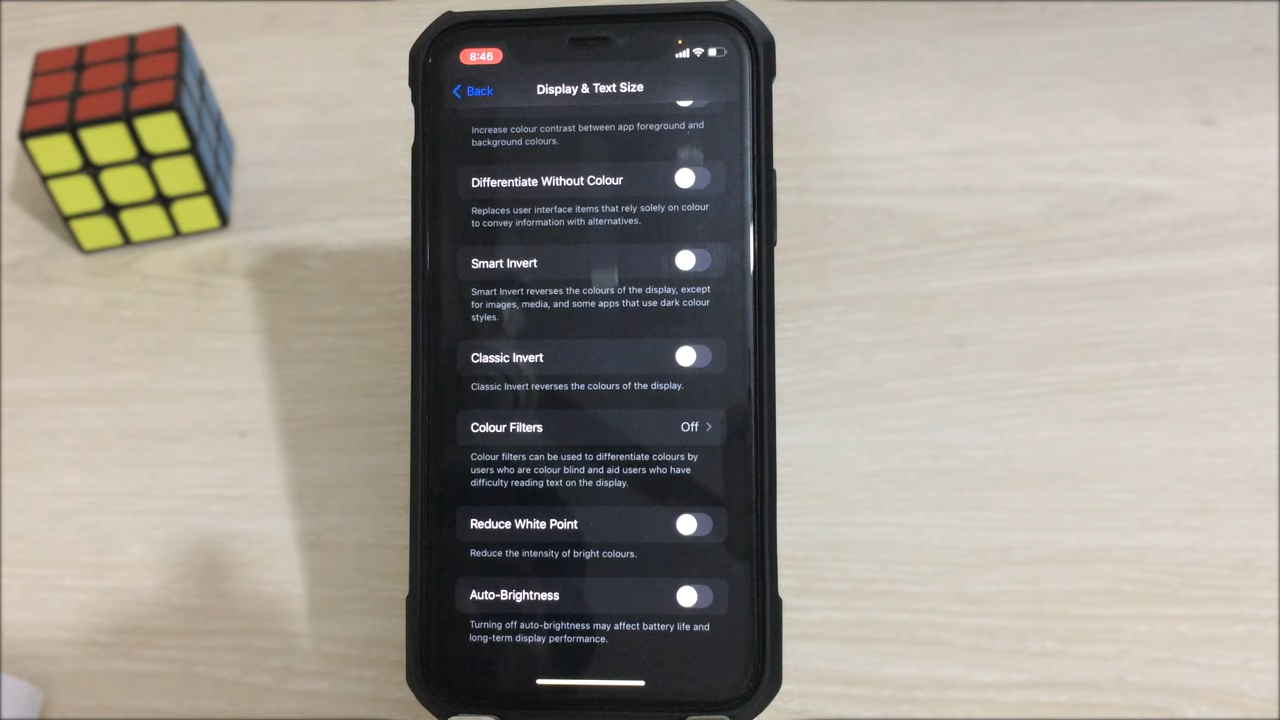 8:46
Back
Display & Text Size
Increase colour contrast between app foreground and
background colours.
Differentiate Without Colour
Replaces user interface items that rely solely on colour
to convey information with alternatives.
Smart Invert
Smart Invert reverses the colours of the display, except
for images, media, and some apps that use dark colour
styles.
Classic Invert
Classic Invert reverses the colours of the display.
Colour Filters Off
Colour filters can be used to differentiate colours by
users who are colour blind and aid users who have
difficulty reading text on the display.
Reduce White Point
Reduce the intensity of bright colours.
Auto-Brightness
Turning off auto-brightness may affect battery life and
long-term display performance.